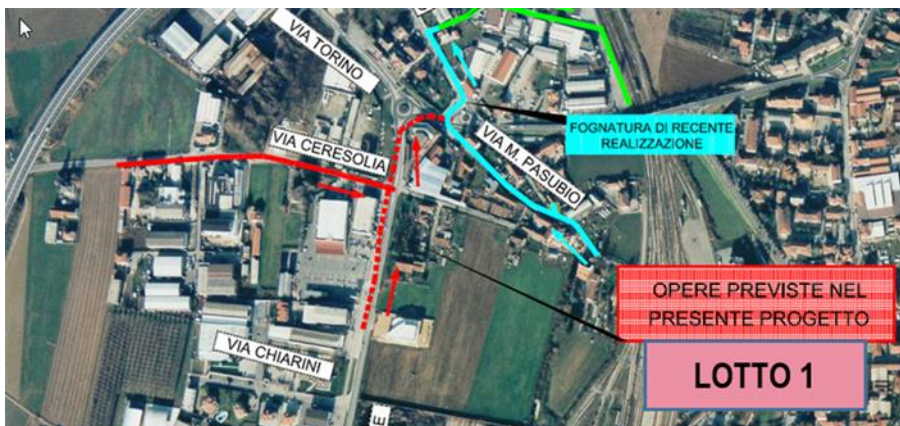 VIA TORINO
VIA CERESOLIA
VIA M. PASUBIO
FOGNATURA DI RECENTE
REALIZZAZIONE
OPERE PREVISTE NEL
PRESENTE PROGETTO
VIA CHIARINI
LOTTO 1